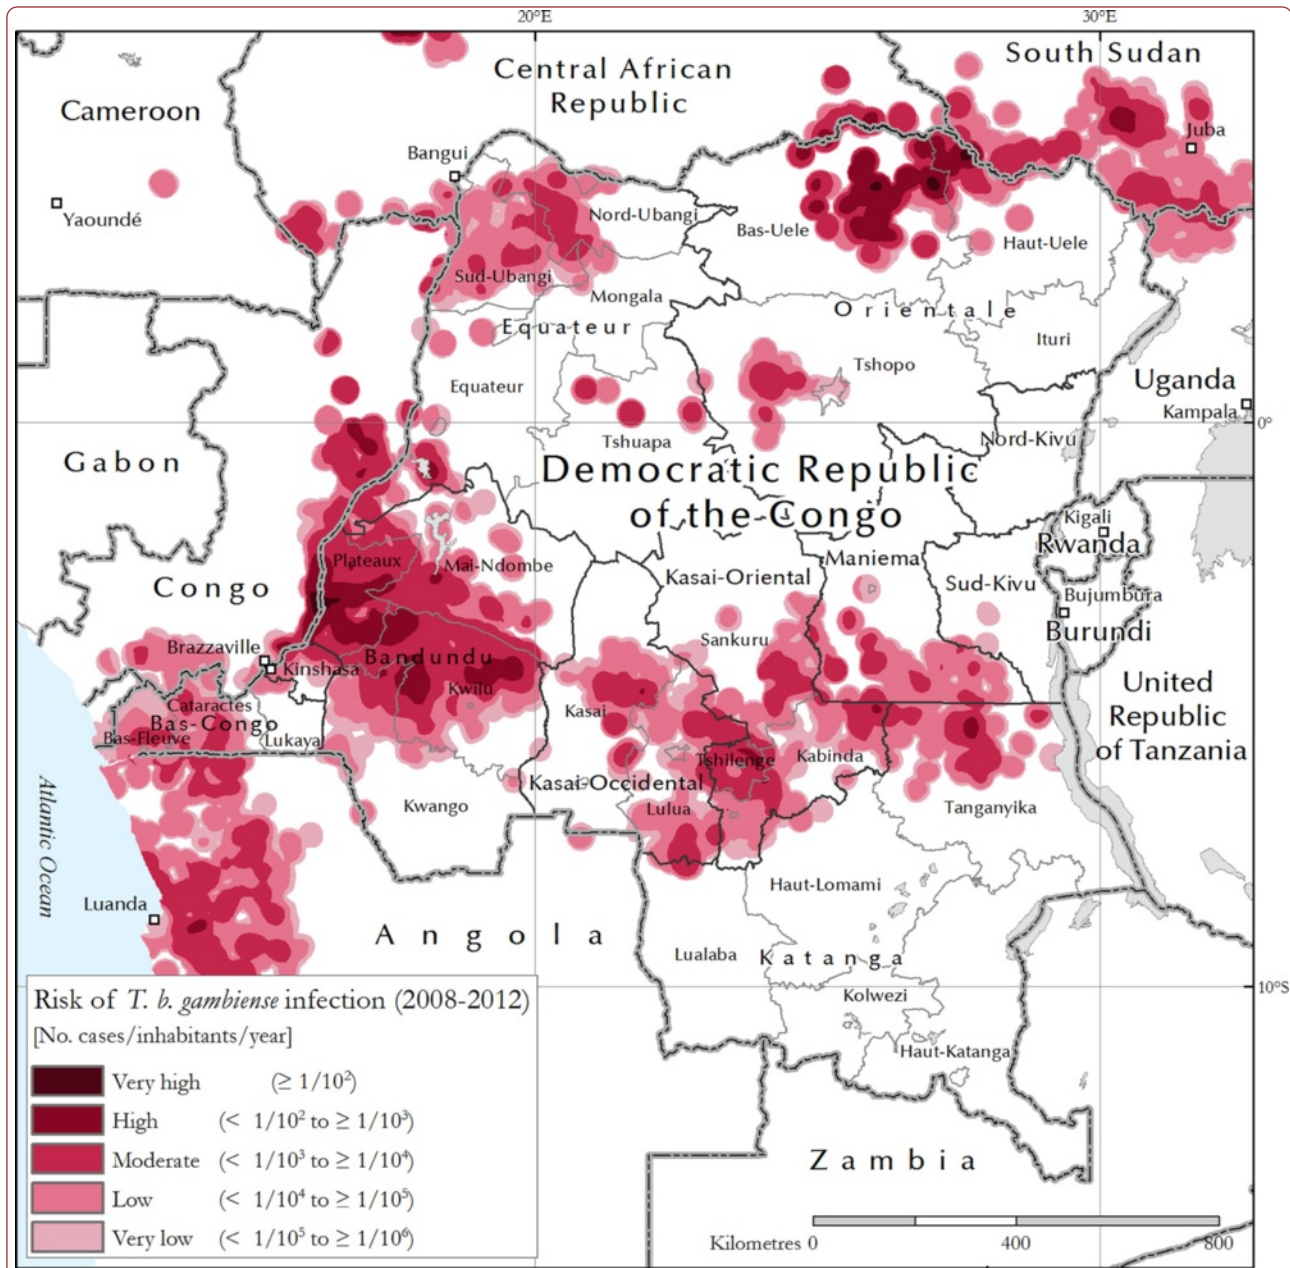 20°E
30°E
South Sudan
Central African
Republic
Cameroon
Juba
Bangui
Yaoundé
Nord-Ubangi
Bas-Uele
Haut-Uele
Sud-Ubangi
Mongala
Equateur
Orientale
Ituri
Tshopo
Equateur
Uganda
Kampala
0°
Tshuapa
Nord-Kivu
Gabon
Democratic Republic
of the Congo
Kigali
Rwanda
Plateaux
Mai-Ndombe
Maniema
Kasai-Oriental
Sud-Kivu
Congo
Bujumbura
Burundi
Sankuru
Brazzaville
Kinshasa
Bandundu
Kwilu
United
Republic
of Tanzania
Cataractes
Bas-Congo
Bas-Fleuve
Lukaya
Kasai
Tshilenge
Kabinda
Kasai-Occidental
Kwango
Lulua
Tanganyika
Atlantic Ocean
Haut-Lomami
Luanda
Angola
Lualaba
Katanga
10°S
Kolwezi
Haut-Katanga
Zambia
Risk of T. b. gambiense infection (2008-2012)
[No. cases/inhabitants/year]
Very high (≥ 1/10²)
High (< 1/10² to ≥ 1/10³)
Moderate (< 1/10³ to ≥ 1/10⁴)
Low (< 1/10⁴ to ≥ 1/10⁵)
Very low (< 1/10⁵ to ≥ 1/10⁶)
Kilometres 0 400 800